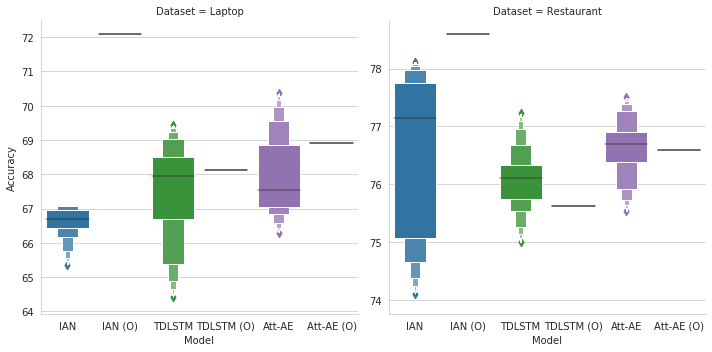 Dataset = Laptop
Accuracy
72
71
70
69
68
67
66
65
64
IAN IAN (O) TDLSTM TDLSTM (O) Att-AE Att-AE (O)
Model
Dataset = Restaurant
78
77
76
75
74
IAN IAN (O) TDLSTM TDLSTM (O) Att-AE Att-AE (O)
Model